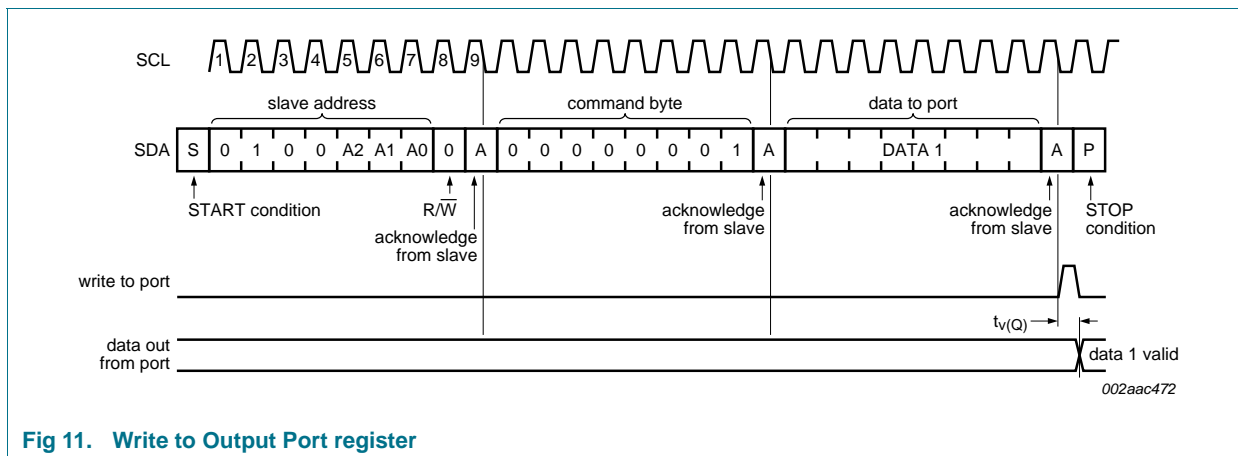 SCL 1 2 3 4 5 6 7 8 9
slave address command byte data to port
SDA S 0 1 0 0 A2 A1 A0 0 A 0 0 0 0 0 0 0 1 A DATA 1 A P
START condition R/W̅ acknowledge from slave acknowledge from slave acknowledge from slave STOP condition
write to port
tv(Q)
data out from port data 1 valid
002aac472
Fig 11. Write to Output Port register